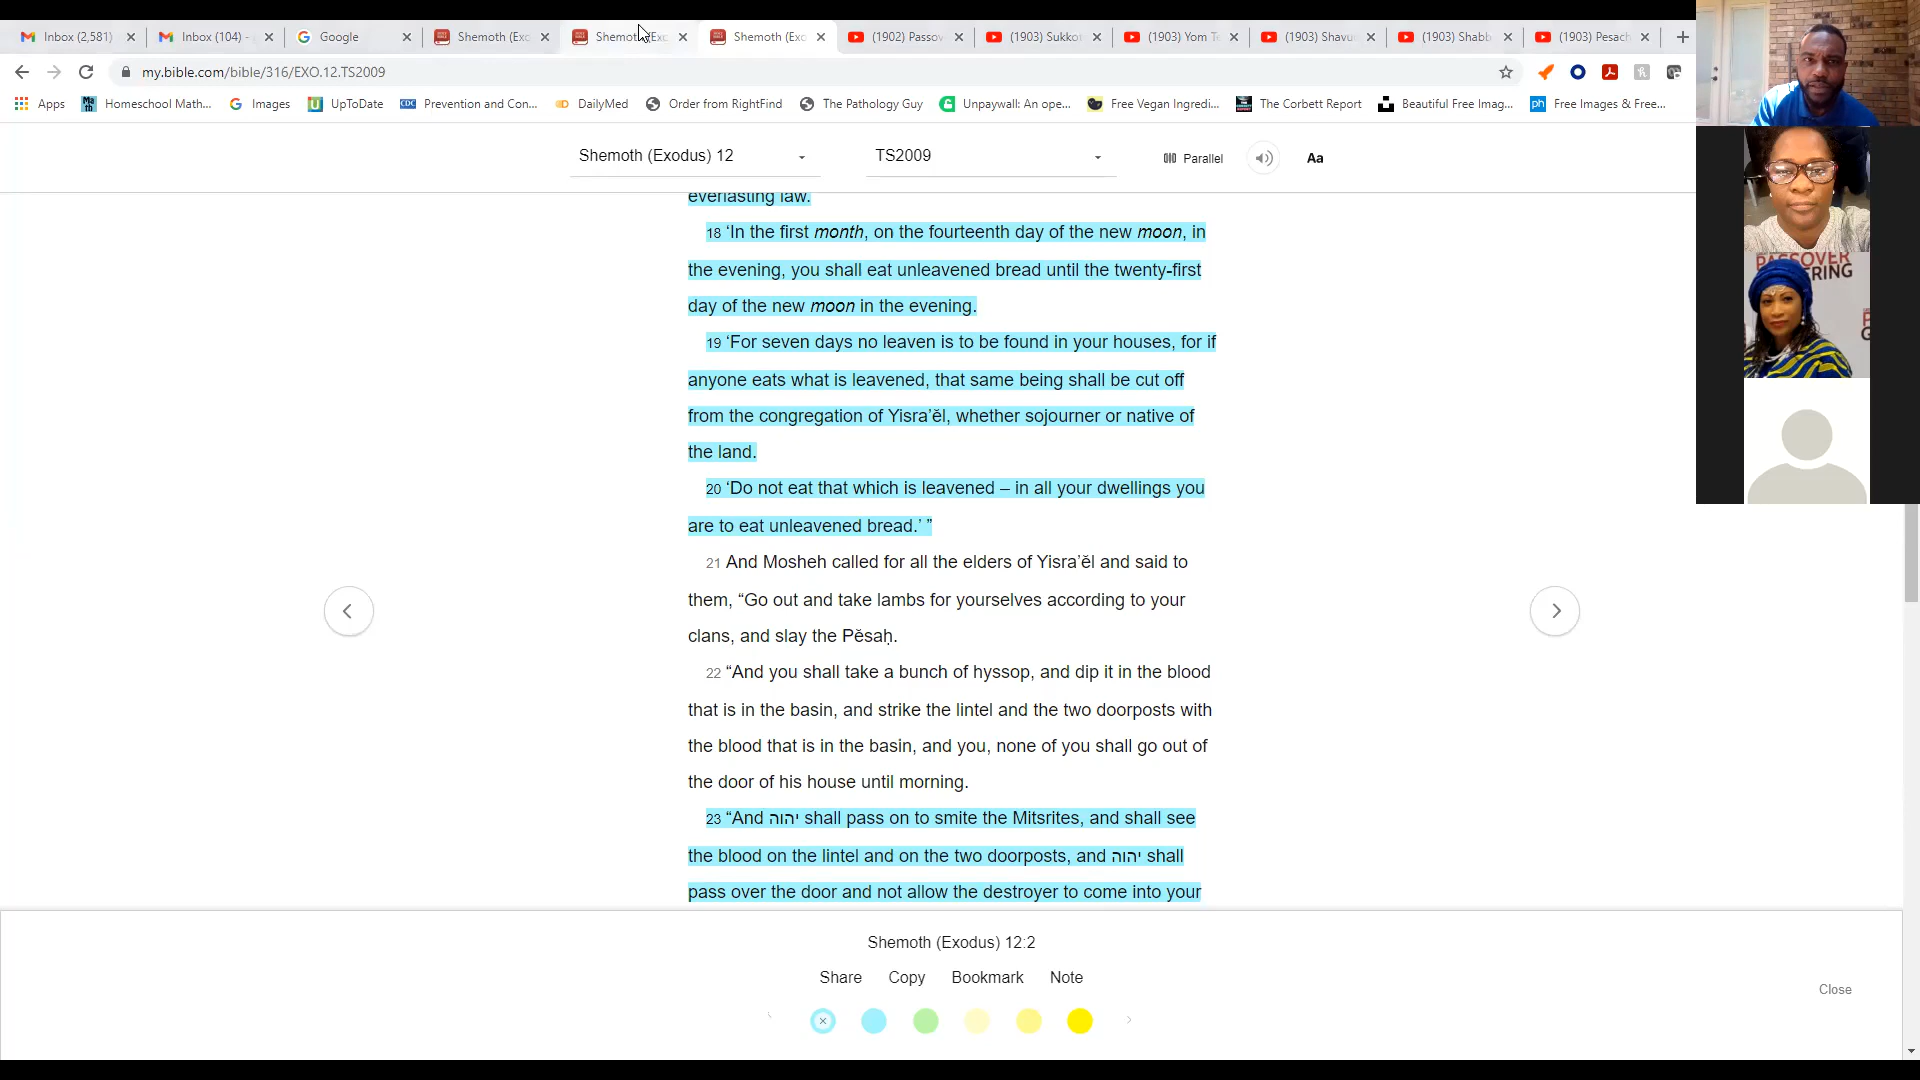 Inbox (2,581)
Inbox (104) -
Google
Shemoth (Exo
Shemoth (Exo
Shemoth (Exo
(1902) Passov
(1903) Sukko
(1903) Yom Te
(1903) Shavu
(1903) Shabb
(1903) Pesach
my.bible.com/bible/316/EXO.12.TS2009
Apps
Homeschool Math...
Images
UpToDate
CDC
Prevention and Con...
DailyMed
Order from RightFind
The Pathology Guy
Unpaywall: An ope...
Free Vegan Ingredi...
The Corbett Report
Beautiful Free Imag...
ph
Free Images & Free...
Shemoth (Exodus) 12
TS2009
Parallel
Aa
everlasting law.
18 ‘In the first month, on the fourteenth day of the new moon, in
the evening, you shall eat unleavened bread until the twenty-first
day of the new moon in the evening.
19 ‘For seven days no leaven is to be found in your houses, for if
anyone eats what is leavened, that same being shall be cut off
from the congregation of Yisra’ĕl, whether sojourner or native of
the land.
20 ‘Do not eat that which is leavened – in all your dwellings you
are to eat unleavened bread.’ ”
21 And Mosheh called for all the elders of Yisra’ĕl and said to
them, “Go out and take lambs for yourselves according to your
clans, and slay the Pĕsaḥ.
22 “And you shall take a bunch of hyssop, and dip it in the blood
that is in the basin, and strike the lintel and the two doorposts with
the blood that is in the basin, and you, none of you shall go out of
the door of his house until morning.
23 “And יהוה shall pass on to smite the Mitsrites, and shall see
the blood on the lintel and on the two doorposts, and יהוה shall
pass over the door and not allow the destroyer to come into your
Shemoth (Exodus) 12:2
Share Copy Bookmark Note
Close
PASSOVER